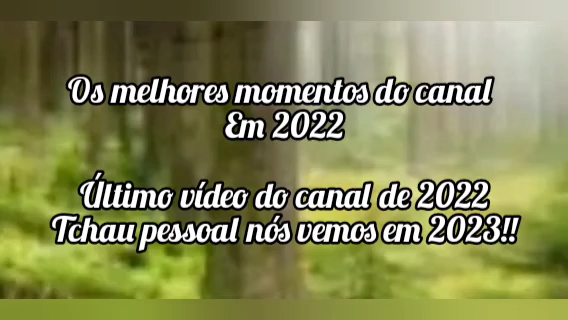 Os melhores momentos do canal
Em 2022
Último vídeo do canal de 2022
Tchau pessoal nós vemos em 2023!!